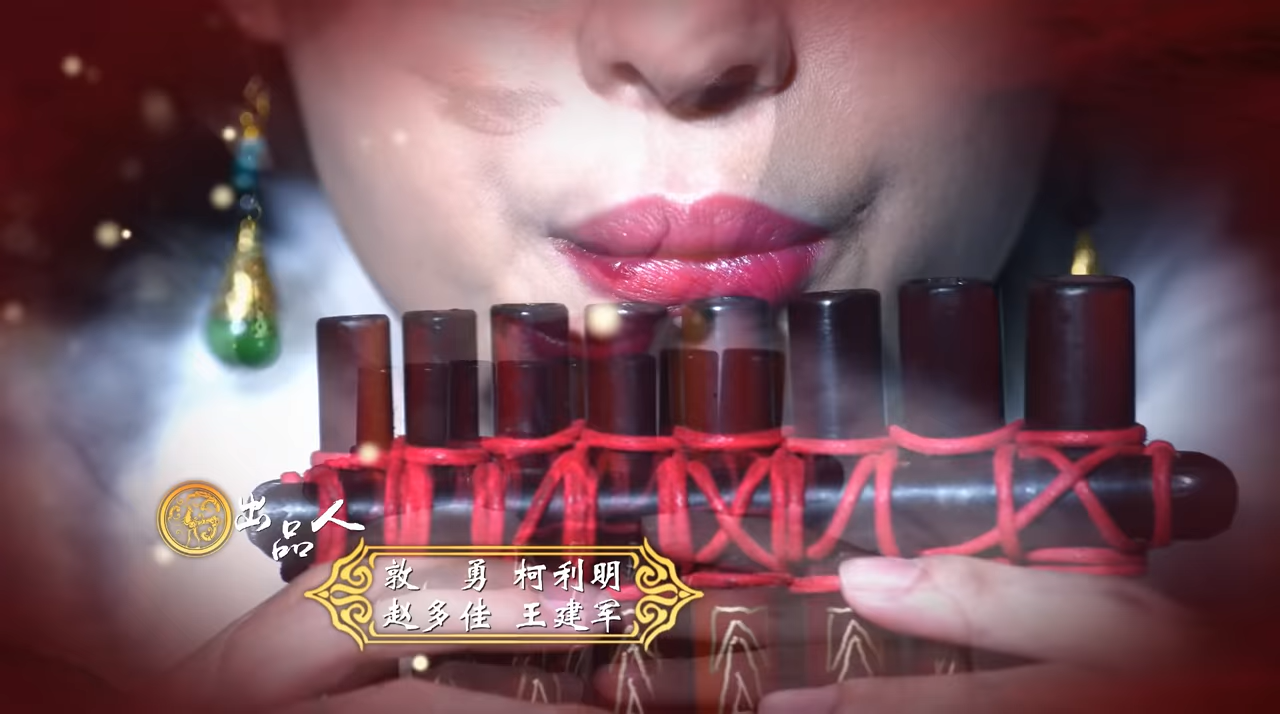 出品人
敦 勇 柯利明
赵多佳 王建军